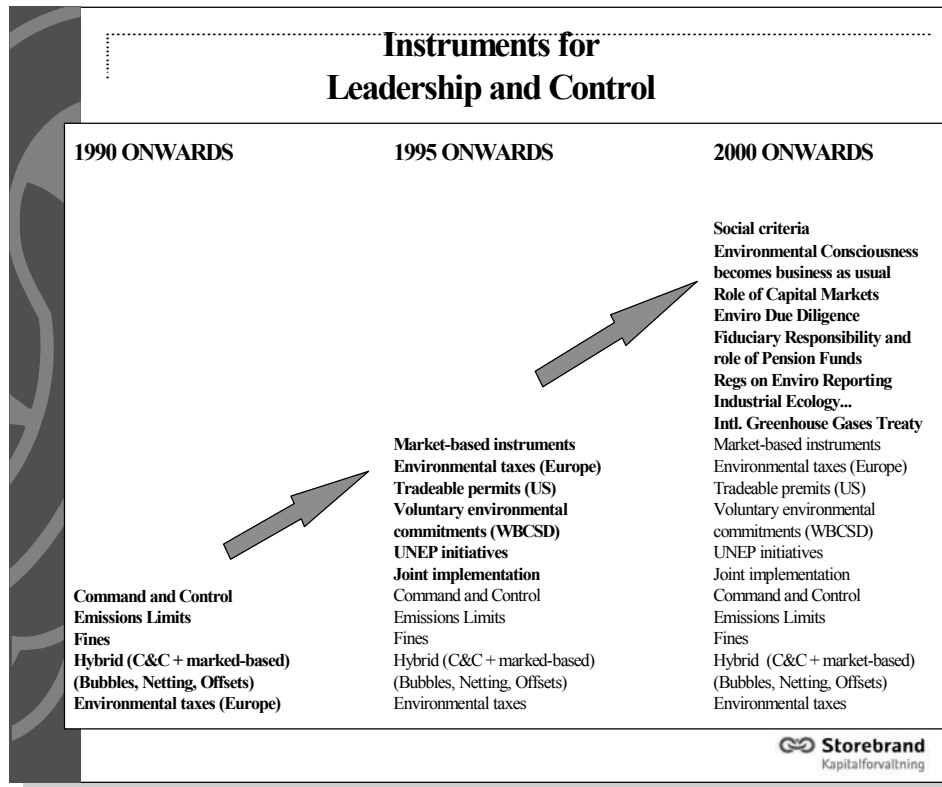 Instruments for
Leadership and Control
1990 ONWARDS
Command and Control
Emissions Limits
Fines
Hybrid (C&C + marked-based)
(Bubbles, Netting, Offsets)
Environmental taxes (Europe)
1995 ONWARDS
Market-based instruments
Environmental taxes (Europe)
Tradeable permits (US)
Voluntary environmental
commitments (WBCSD)
UNEP initiatives
Joint implementation
Command and Control
Emissions Limits
Fines
Hybrid (C&C + marked-based)
(Bubbles, Netting, Offsets)
Environmental taxes
2000 ONWARDS
Social criteria
Environmental Consciousness
becomes business as usual
Role of Capital Markets
Enviro Due Diligence
Fiduciary Responsibility and
role of Pension Funds
Regs on Enviro Reporting
Industrial Ecology...
Intl. Greenhouse Gases Treaty
Market-based instruments
Environmental taxes (Europe)
Tradeable premits (US)
Voluntary environmental
commitments (WBCSD)
UNEP initiatives
Joint implementation
Command and Control
Emissions Limits
Fines
Hybrid (C&C + market-based)
(Bubbles, Netting, Offsets)
Environmental taxes
Storebrand
Kapitalforvaltning